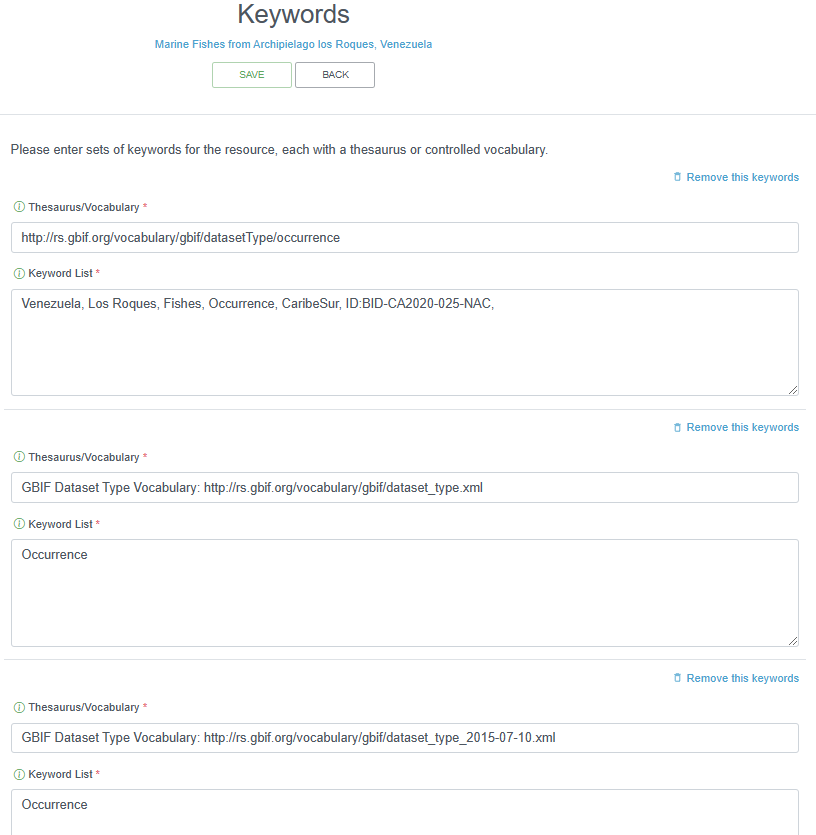 Keywords
Marine Fishes from Archipielago los Roques, Venezuela
SAVE
BACK
Please enter sets of keywords for the resource, each with a thesaurus or controlled vocabulary.
Remove this keywords
Thesaurus/Vocabulary *
http://rs.gbif.org/vocabulary/gbif/datasetType/occurrence
Keyword List *
Venezuela, Los Roques, Fishes, Occurrence, CaribeSur, ID:BID-CA2020-025-NAC,
Remove this keywords
Thesaurus/Vocabulary *
GBIF Dataset Type Vocabulary: http://rs.gbif.org/vocabulary/gbif/dataset_type.xml
Keyword List *
Occurrence
Remove this keywords
Thesaurus/Vocabulary *
GBIF Dataset Type Vocabulary: http://rs.gbif.org/vocabulary/gbif/dataset_type_2015-07-10.xml
Keyword List *
Occurrence